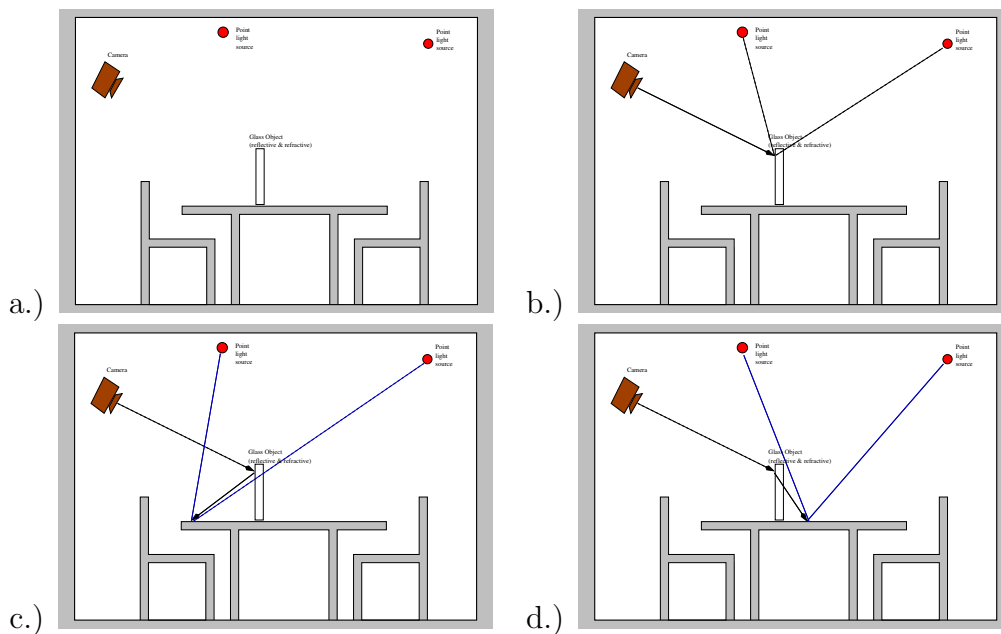 Point
light
source
Point
light
source
Camera
Glass Object
(reflective & refractive)
a.)
Point
light
source
Point
light
source
Camera
Glass Object
(reflective & refractive)
b.)
Point
light
source
Point
light
source
Camera
Glass Object
(reflective & refractive)
c.)
Point
light
source
Point
light
source
Camera
Glass Object
(reflective & refractive)
d.)